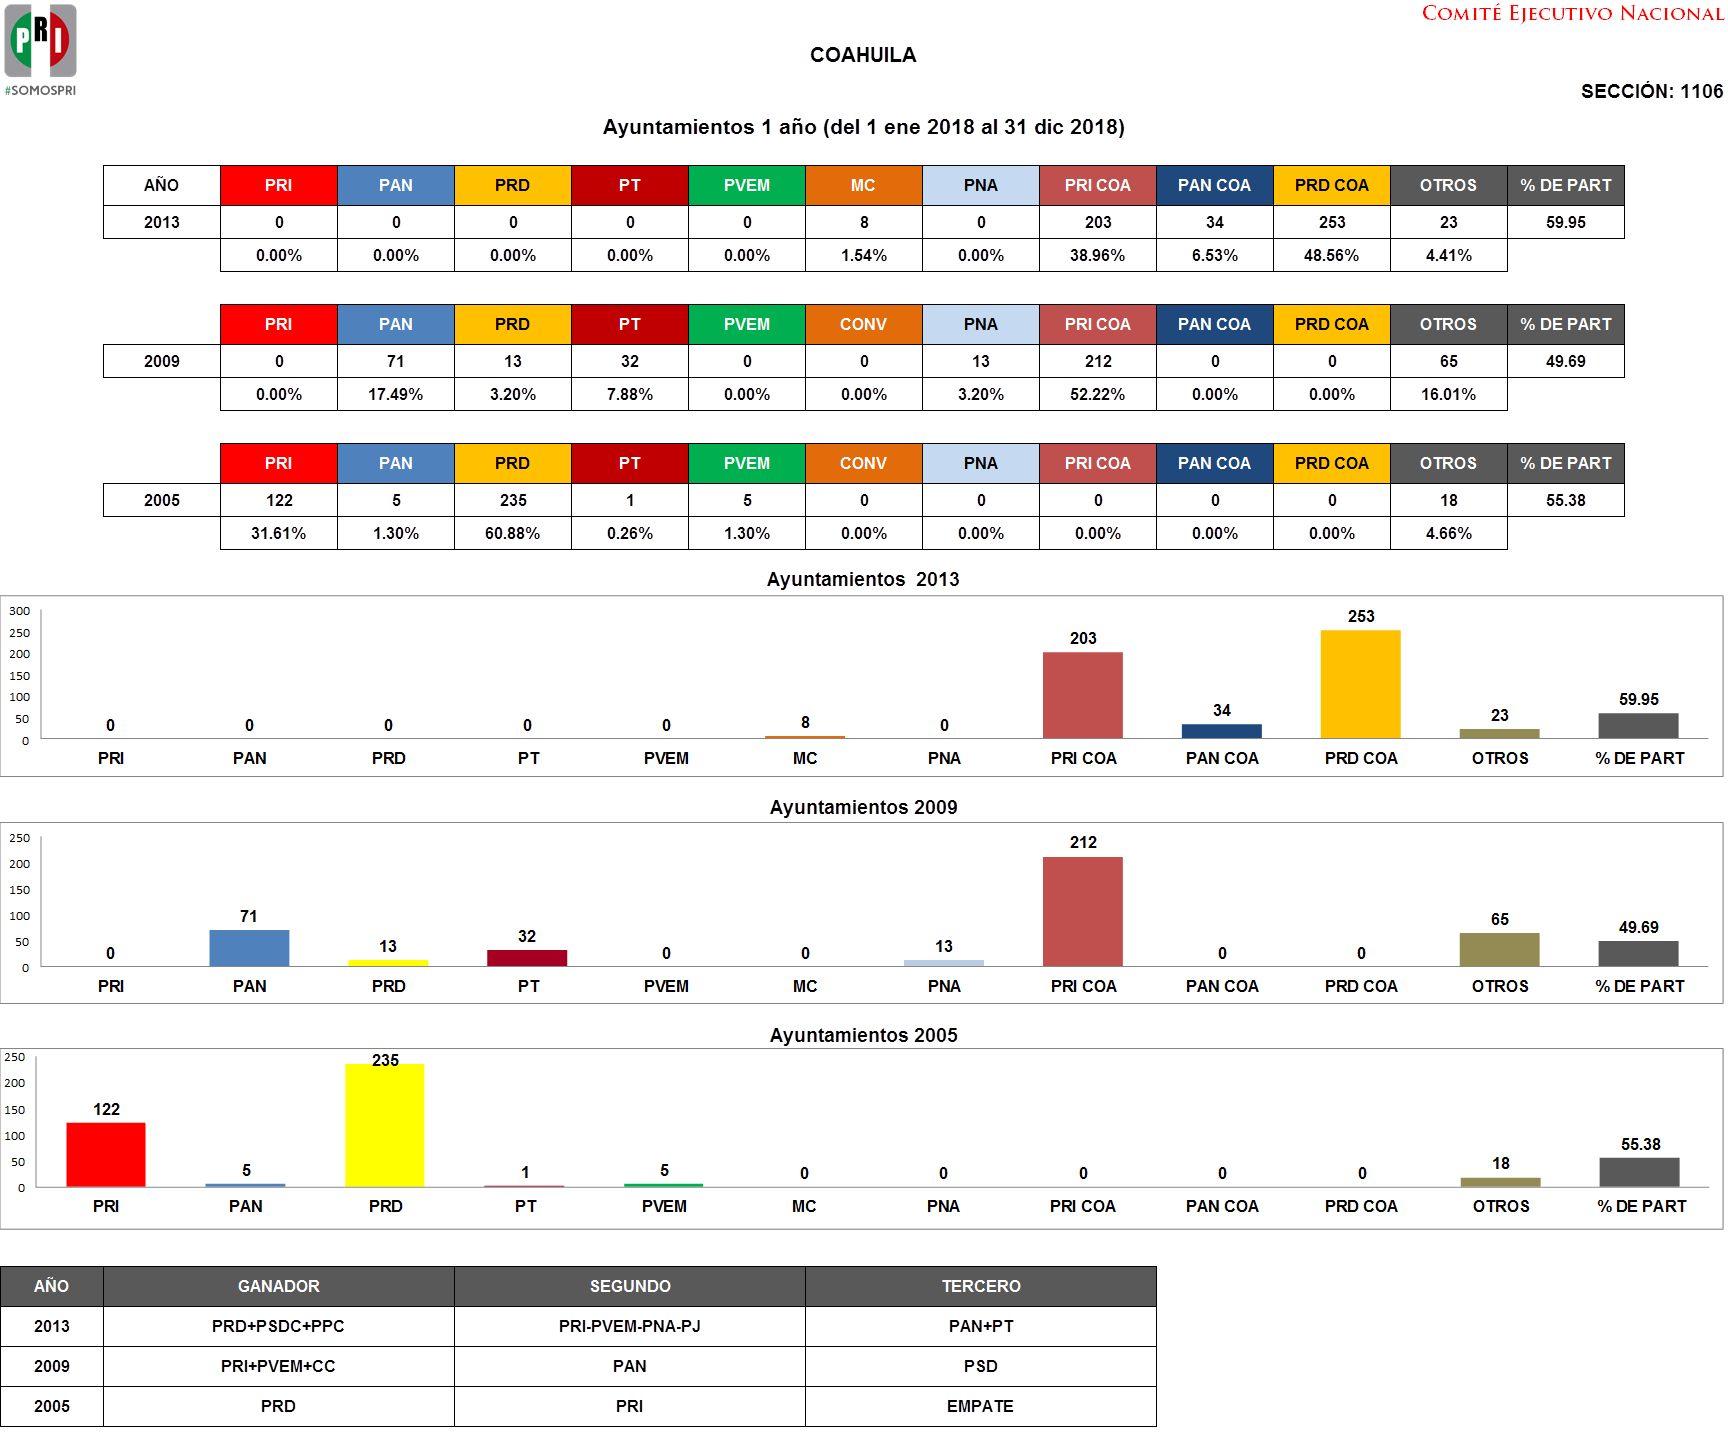 COMITÉ EJECUTIVO NACIONAL
PRI
#SOMOSPRI
COAHUILA
SECCIÓN: 1106
Ayuntamientos 1 año (del 1 ene 2018 al 31 dic 2018)
AÑO PRI PAN PRD PT PVEM MC PNA PRI COA PAN COA PRD COA OTROS % DE PART
2013 0 0 0 0 0 8 0 203 34 253 23 59.95
0.00% 0.00% 0.00% 0.00% 0.00% 1.54% 0.00% 38.96% 6.53% 48.56% 4.41%
PRI PAN PRD PT PVEM CONV PNA PRI COA PAN COA PRD COA OTROS % DE PART
2009 0 71 13 32 0 0 13 212 0 0 65 49.69
0.00% 17.49% 3.20% 7.88% 0.00% 0.00% 3.20% 52.22% 0.00% 0.00% 16.01%
PRI PAN PRD PT PVEM CONV PNA PRI COA PAN COA PRD COA OTROS % DE PART
2005 122 5 235 1 5 0 0 0 0 0 18 55.38
31.61% 1.30% 60.88% 0.26% 1.30% 0.00% 0.00% 0.00% 0.00% 0.00% 4.66%
Ayuntamientos 2013
300
250
200
150
100
50
0
0 0 0 0 0 8 0 203 34 253 23 59.95
PRI PAN PRD PT PVEM MC PNA PRI COA PAN COA PRD COA OTROS % DE PART
Ayuntamientos 2009
250
200
150
100
50
0
0 71 13 32 0 0 13 212 0 0 65 49.69
PRI PAN PRD PT PVEM MC PNA PRI COA PAN COA PRD COA OTROS % DE PART
Ayuntamientos 2005
250
200
150
100
50
0
122 5 235 1 5 0 0 0 0 0 18 55.38
PRI PAN PRD PT PVEM MC PNA PRI COA PAN COA PRD COA OTROS % DE PART
AÑO GANADOR SEGUNDO TERCERO
2013 PRD+PSDC+PPC PRI-PVEM-PNA-PJ PAN+PT
2009 PRI+PVEM+CC PAN PSD
2005 PRD PRI EMPATE